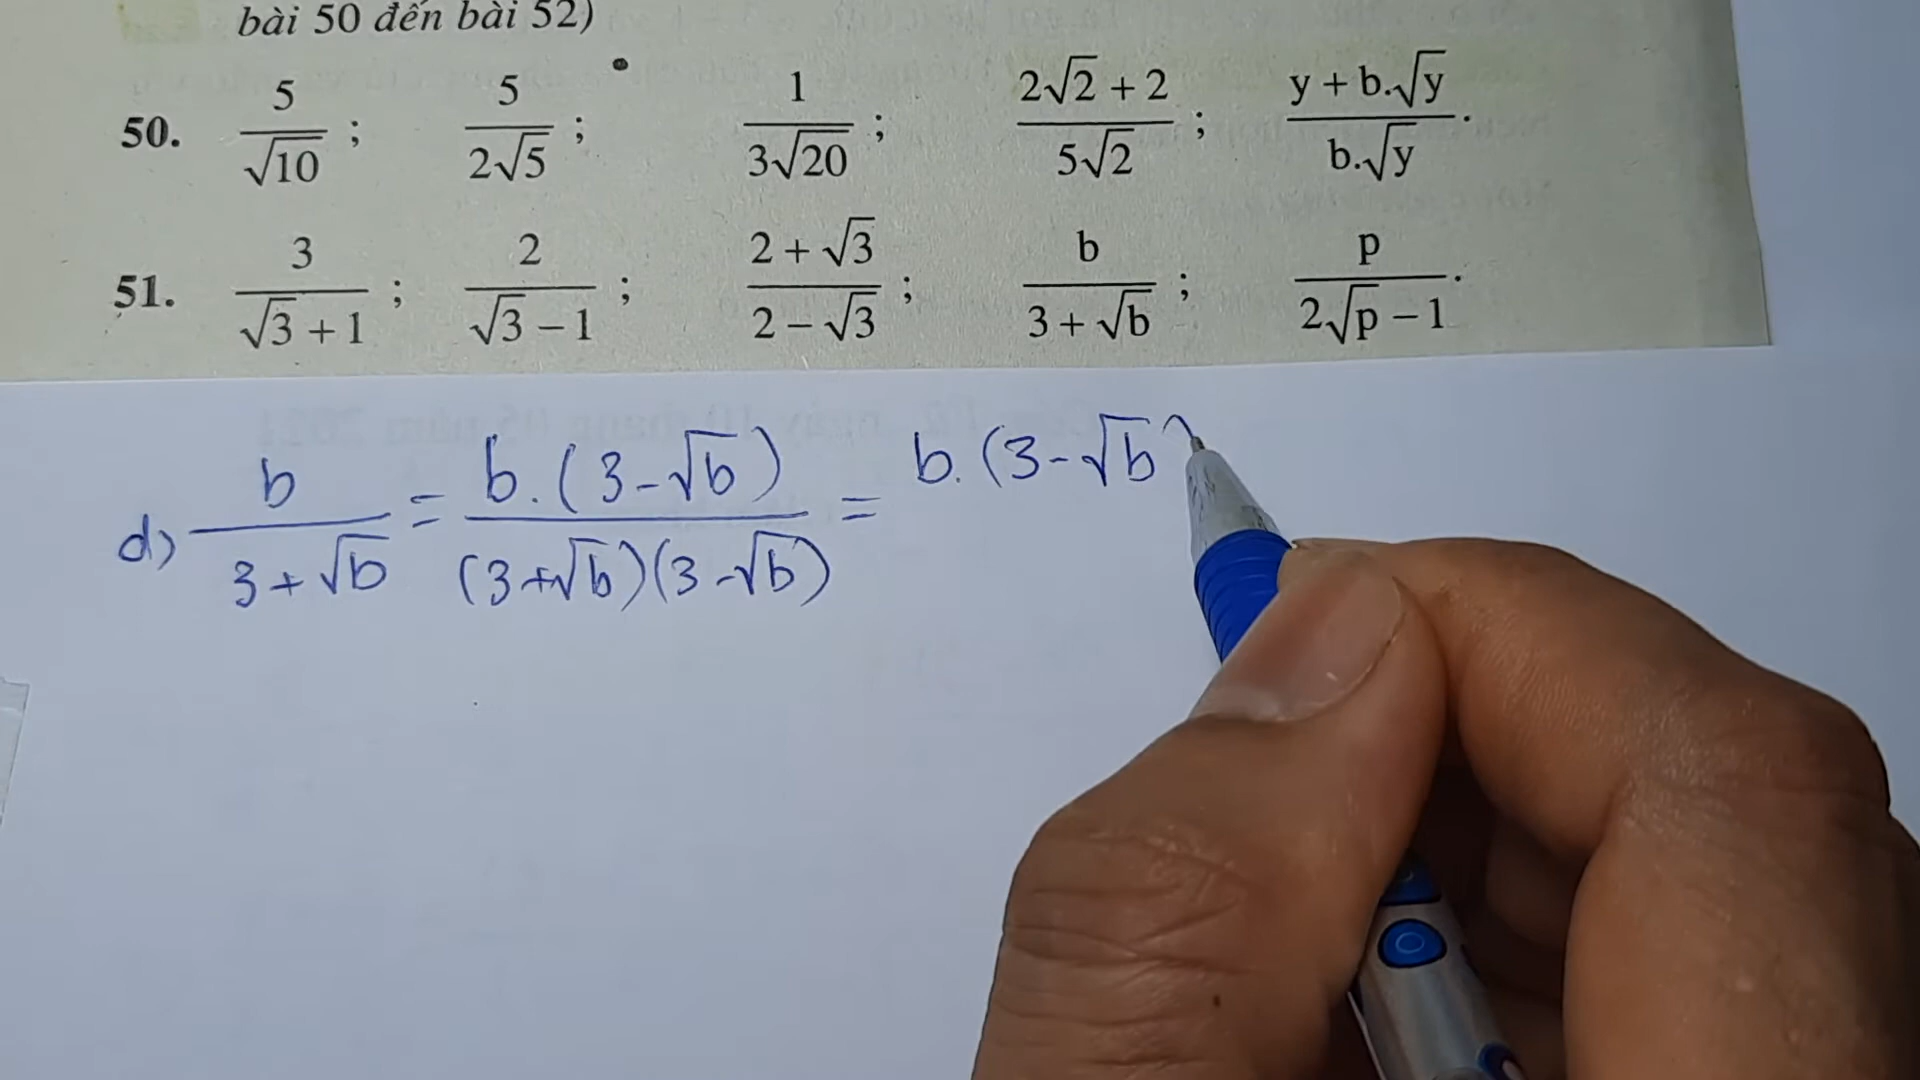 bài 50 đến bài 52)
50. 5/√10 ; 5/(2√5) ; 1/(3√20) ; (2√2 + 2)/(5√2) ; (y + b.√y)/(b.√y).
51. 3/(√3 + 1) ; 2/(√3 − 1) ; (2 + √3)/(2 − √3) ; b/(3 + √b) ; p/(2√p − 1).
d) b/(3 + √b) = b.(3 - √b)/((3 + √b)(3 - √b)) = b.(3 - √b)